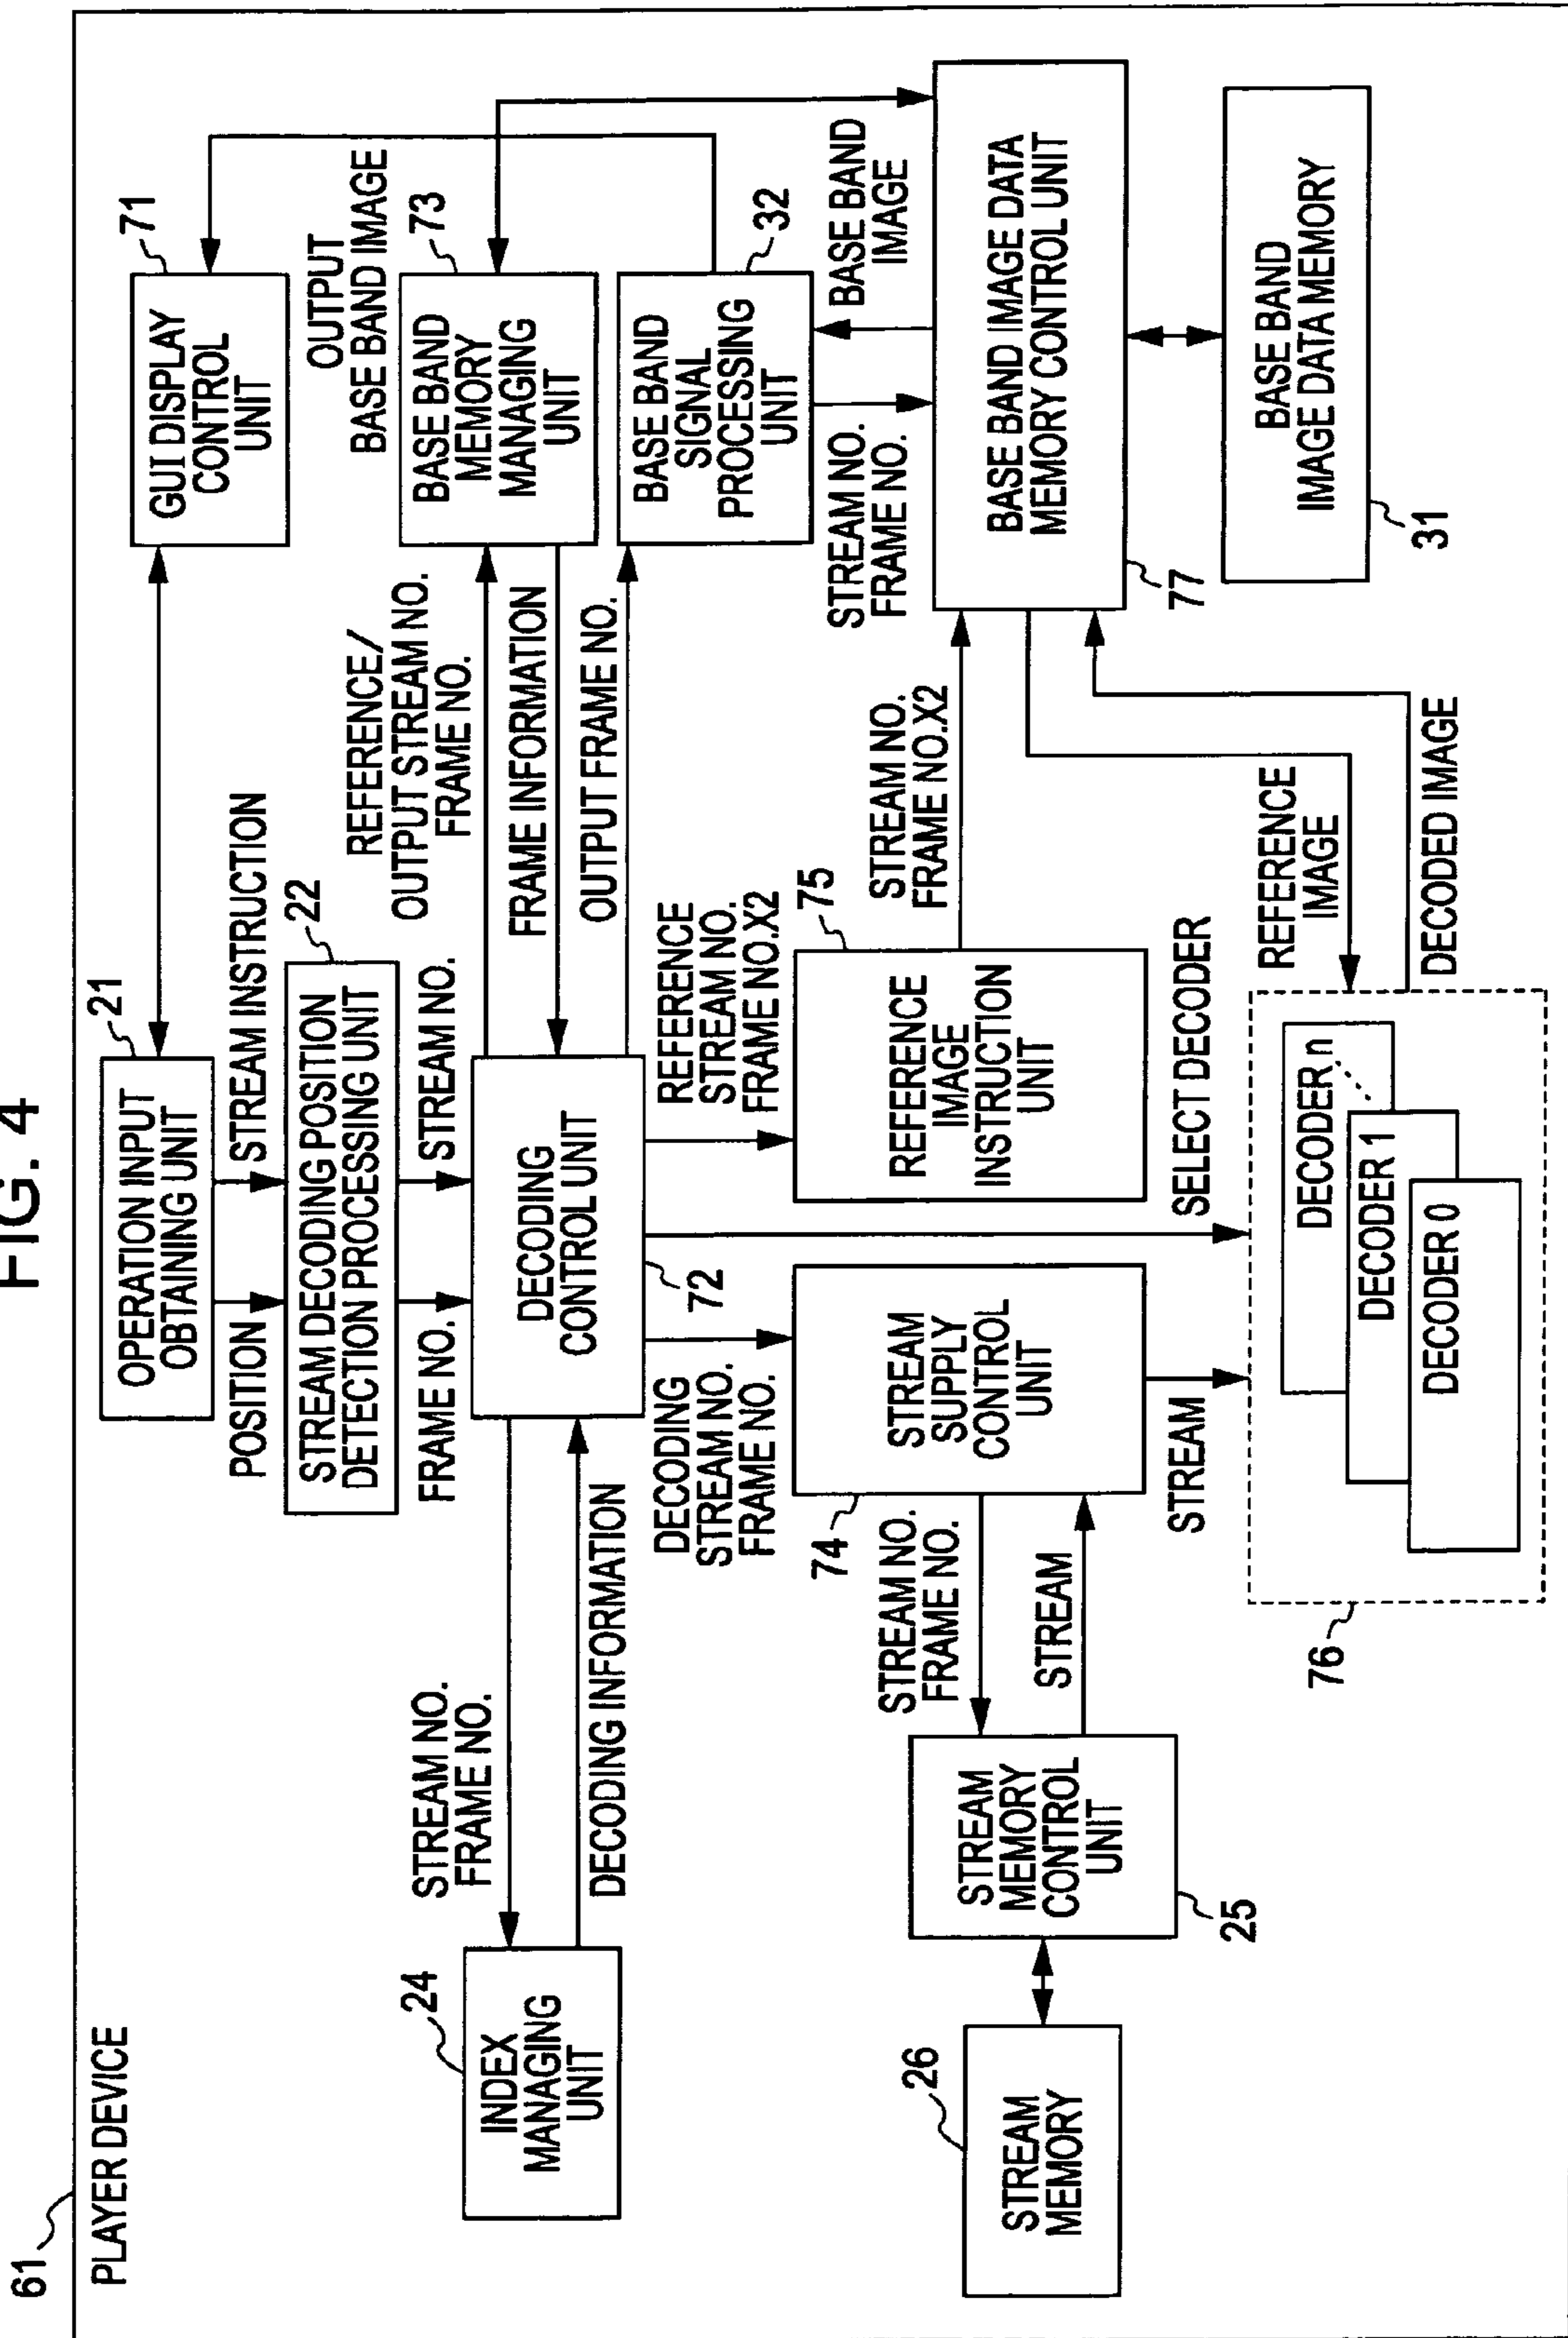 FIG. 4
61
PLAYER DEVICE
21
OPERATION INPUT
OBTAINING UNIT
71
GUI DISPLAY
CONTROL
UNIT
POSITION
STREAM INSTRUCTION
22
STREAM DECODING POSITION
DETECTION PROCESSING UNIT
OUTPUT
BASE BAND IMAGE
FRAME NO.
STREAM NO.
REFERENCE/
OUTPUT STREAM NO.
FRAME NO.
73
BASE BAND
MEMORY
MANAGING
UNIT
24
INDEX
MANAGING
UNIT
STREAM NO.
FRAME NO.
DECODING INFORMATION
DECODING
CONTROL UNIT
72
FRAME INFORMATION
OUTPUT FRAME NO.
32
BASE BAND
SIGNAL
PROCESSING
UNIT
DECODING
STREAM NO.
FRAME NO.
REFERENCE
STREAM NO.
FRAME NO.X2
STREAM NO.
FRAME NO.
BASE BAND
IMAGE
74
STREAM
SUPPLY
CONTROL
UNIT
75
REFERENCE
IMAGE
INSTRUCTION
UNIT
STREAM NO.
FRAME NO.X2
BASE BAND IMAGE DATA
MEMORY CONTROL UNIT
77
26
STREAM
MEMORY
STREAM
MEMORY
CONTROL
UNIT
25
STREAM NO.
FRAME NO.
STREAM
STREAM
SELECT DECODER
REFERENCE
IMAGE
DECODED IMAGE
BASE BAND
IMAGE DATA MEMORY
31
76
DECODER n
DECODER 1
DECODER 0